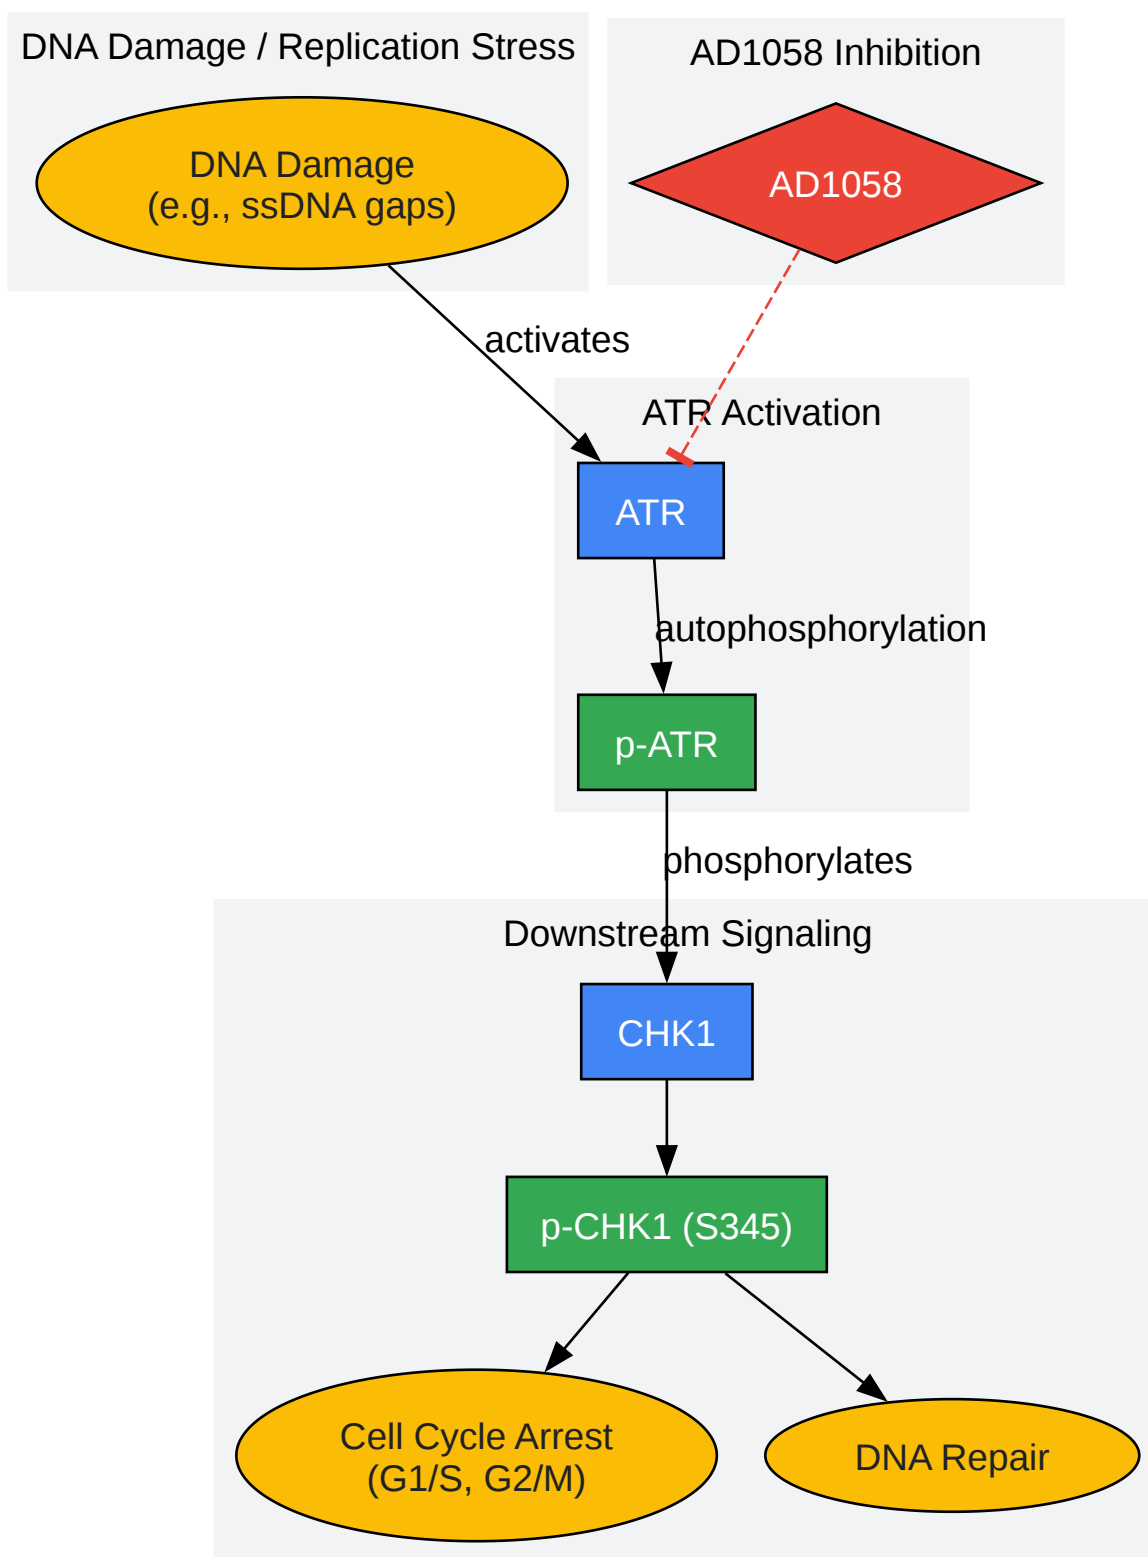 DNA Damage / Replication Stress
AD1058 Inhibition
DNA Damage
(e.g., ssDNA gaps)
AD1058
activates
ATR Activation
ATR
autophosphorylation
p-ATR
phosphorylates
Downstream Signaling
CHK1
p-CHK1 (S345)
Cell Cycle Arrest
(G1/S, G2/M)
DNA Repair